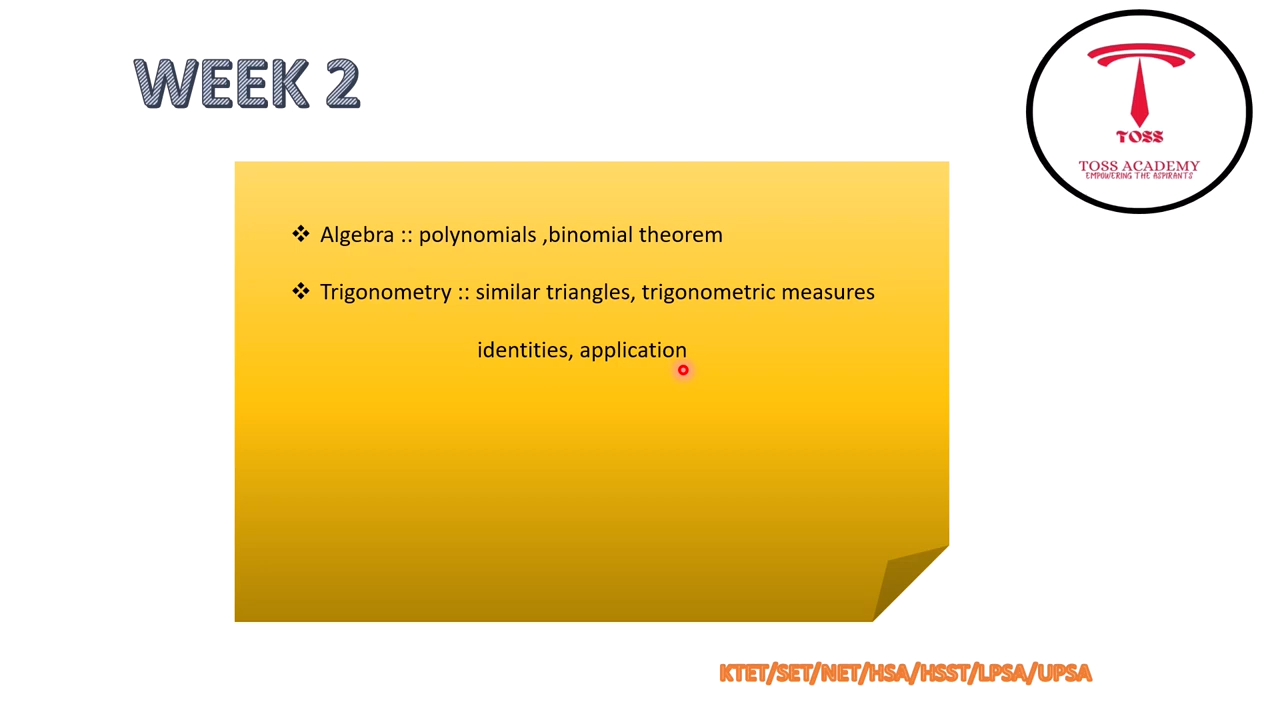 WEEK 2
TOSS
TOSS ACADEMY
EMPOWERING THE ASPIRANTS
❖ Algebra :: polynomials ,binomial theorem
❖ Trigonometry :: similar triangles, trigonometric measures
identities, application
KTET/SET/NET/HSA/HSST/LPSA/UPSA